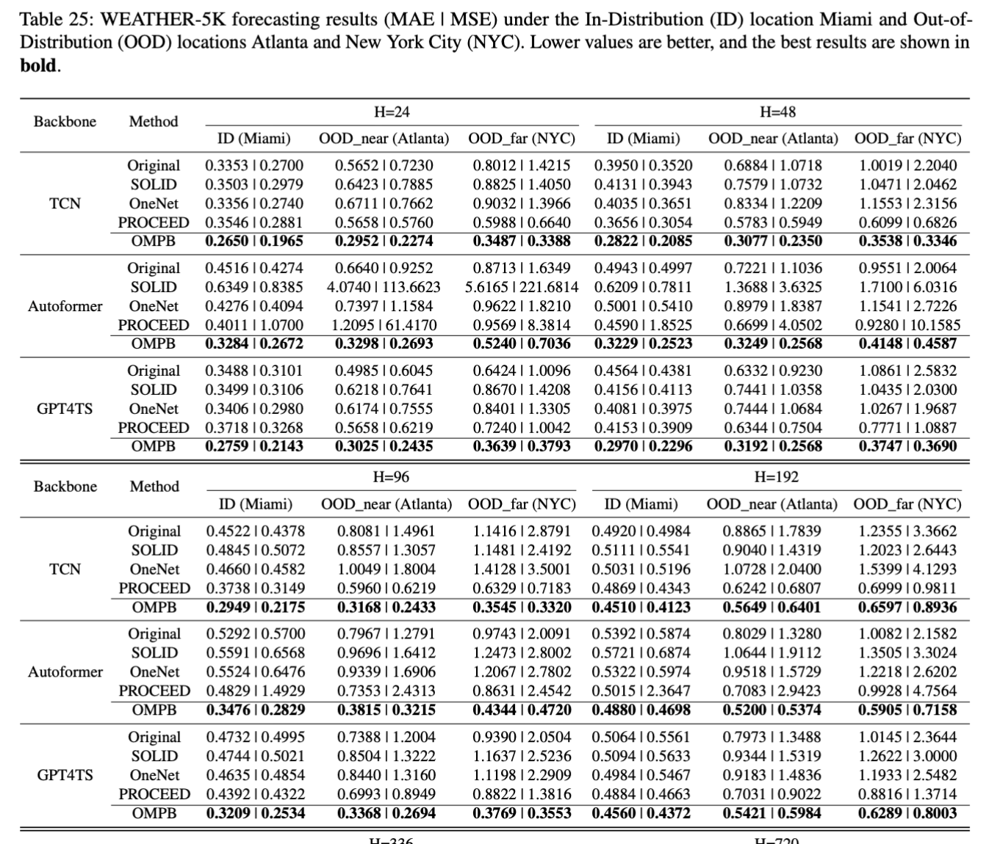 Table 25: WEATHER-5K forecasting results (MAE | MSE) under the In-Distribution (ID) location Miami and Out-of-
Distribution (OOD) locations Atlanta and New York City (NYC). Lower values are better, and the best results are shown in
bold.
Backbone Method H=24 H=48
ID (Miami) OOD_near (Atlanta) OOD_far (NYC) ID (Miami) OOD_near (Atlanta) OOD_far (NYC)
Original 0.3353 | 0.2700 0.5652 | 0.7230 0.8012 | 1.4215 0.3950 | 0.3520 0.6884 | 1.0718 1.0019 | 2.2040
SOLID 0.3503 | 0.2979 0.6423 | 0.7885 0.8825 | 1.4050 0.4131 | 0.3943 0.7579 | 1.0732 1.0471 | 2.0462
TCN OneNet 0.3356 | 0.2740 0.6711 | 0.7662 0.9032 | 1.3966 0.4035 | 0.3651 0.8334 | 1.2209 1.1553 | 2.3156
PROCEED 0.3546 | 0.2881 0.5658 | 0.5760 0.5988 | 0.6640 0.3656 | 0.3054 0.5783 | 0.5949 0.6099 | 0.6826
OMPB 0.2650 | 0.1965 0.2952 | 0.2274 0.3487 | 0.3388 0.2822 | 0.2085 0.3077 | 0.2350 0.3538 | 0.3346
Original 0.4516 | 0.4274 0.6640 | 0.9252 0.8713 | 1.6349 0.4943 | 0.4997 0.7221 | 1.1036 0.9551 | 2.0064
SOLID 0.6349 | 0.8385 4.0740 | 113.6623 5.6165 | 221.6814 0.6209 | 0.7811 1.3688 | 3.6325 1.7100 | 6.0316
Autoformer OneNet 0.4276 | 0.4094 0.7397 | 1.1584 0.9622 | 1.8210 0.5001 | 0.5410 0.8979 | 1.8387 1.1541 | 2.7226
PROCEED 0.4011 | 1.0700 1.2095 | 61.4170 0.9569 | 8.3814 0.4590 | 1.8525 0.6699 | 4.0502 0.9280 | 10.1585
OMPB 0.3284 | 0.2672 0.3298 | 0.2693 0.5240 | 0.7036 0.3229 | 0.2523 0.3249 | 0.2568 0.4148 | 0.4587
Original 0.3488 | 0.3101 0.4985 | 0.6045 0.6424 | 1.0096 0.4564 | 0.4381 0.6332 | 0.9230 1.0861 | 2.5832
SOLID 0.3499 | 0.3106 0.6218 | 0.7641 0.8670 | 1.4208 0.4156 | 0.4113 0.7441 | 1.0358 1.0435 | 2.0300
GPT4TS OneNet 0.3406 | 0.2980 0.6174 | 0.7555 0.8401 | 1.3305 0.4081 | 0.3975 0.7444 | 1.0684 1.0267 | 1.9687
PROCEED 0.3718 | 0.3268 0.5658 | 0.6219 0.7240 | 1.0042 0.4153 | 0.3909 0.6344 | 0.7504 0.7771 | 1.0887
OMPB 0.2759 | 0.2143 0.3025 | 0.2435 0.3639 | 0.3793 0.2970 | 0.2296 0.3192 | 0.2568 0.3747 | 0.3690
Backbone Method H=96 H=192
ID (Miami) OOD_near (Atlanta) OOD_far (NYC) ID (Miami) OOD_near (Atlanta) OOD_far (NYC)
Original 0.4522 | 0.4378 0.8081 | 1.4961 1.1416 | 2.8791 0.4920 | 0.4984 0.8865 | 1.7839 1.2355 | 3.3662
SOLID 0.4845 | 0.5072 0.8557 | 1.3057 1.1481 | 2.4192 0.5111 | 0.5541 0.9040 | 1.4319 1.2023 | 2.6443
TCN OneNet 0.4660 | 0.4582 1.0049 | 1.8004 1.4128 | 3.5001 0.5031 | 0.5196 1.0728 | 2.0400 1.5399 | 4.1293
PROCEED 0.3738 | 0.3149 0.5960 | 0.6219 0.6329 | 0.7183 0.4869 | 0.4343 0.6242 | 0.6807 0.6999 | 0.9811
OMPB 0.2949 | 0.2175 0.3168 | 0.2433 0.3545 | 0.3320 0.4510 | 0.4123 0.5649 | 0.6401 0.6597 | 0.8936
Original 0.5292 | 0.5700 0.7967 | 1.2791 0.9743 | 2.0091 0.5392 | 0.5874 0.8029 | 1.3280 1.0082 | 2.1582
SOLID 0.5591 | 0.6568 0.9696 | 1.6412 1.2473 | 2.8002 0.5721 | 0.6874 1.0644 | 1.9112 1.3505 | 3.3024
Autoformer OneNet 0.5524 | 0.6476 0.9339 | 1.6906 1.2067 | 2.7802 0.5322 | 0.5974 0.9518 | 1.5729 1.2218 | 2.6202
PROCEED 0.4829 | 1.4929 0.7353 | 2.4313 0.8631 | 2.4542 0.5015 | 2.3647 0.7083 | 2.9423 0.9928 | 4.7564
OMPB 0.3476 | 0.2829 0.3815 | 0.3215 0.4344 | 0.4720 0.4880 | 0.4698 0.5200 | 0.5374 0.5905 | 0.7158
Original 0.4732 | 0.4995 0.7388 | 1.2004 0.9390 | 2.0504 0.5064 | 0.5561 0.7973 | 1.3488 1.0145 | 2.3644
SOLID 0.4744 | 0.5021 0.8504 | 1.3222 1.1637 | 2.5236 0.5094 | 0.5633 0.9344 | 1.5319 1.2622 | 3.0000
GPT4TS OneNet 0.4635 | 0.4854 0.8440 | 1.3160 1.1198 | 2.2909 0.4984 | 0.5467 0.9183 | 1.4836 1.1933 | 2.5482
PROCEED 0.4392 | 0.4322 0.6993 | 0.8949 0.8822 | 1.3816 0.4884 | 0.4663 0.7031 | 0.9022 0.8816 | 1.3714
OMPB 0.3209 | 0.2534 0.3368 | 0.2694 0.3769 | 0.3553 0.4560 | 0.4372 0.5421 | 0.5984 0.6289 | 0.8003
H=336 H=720